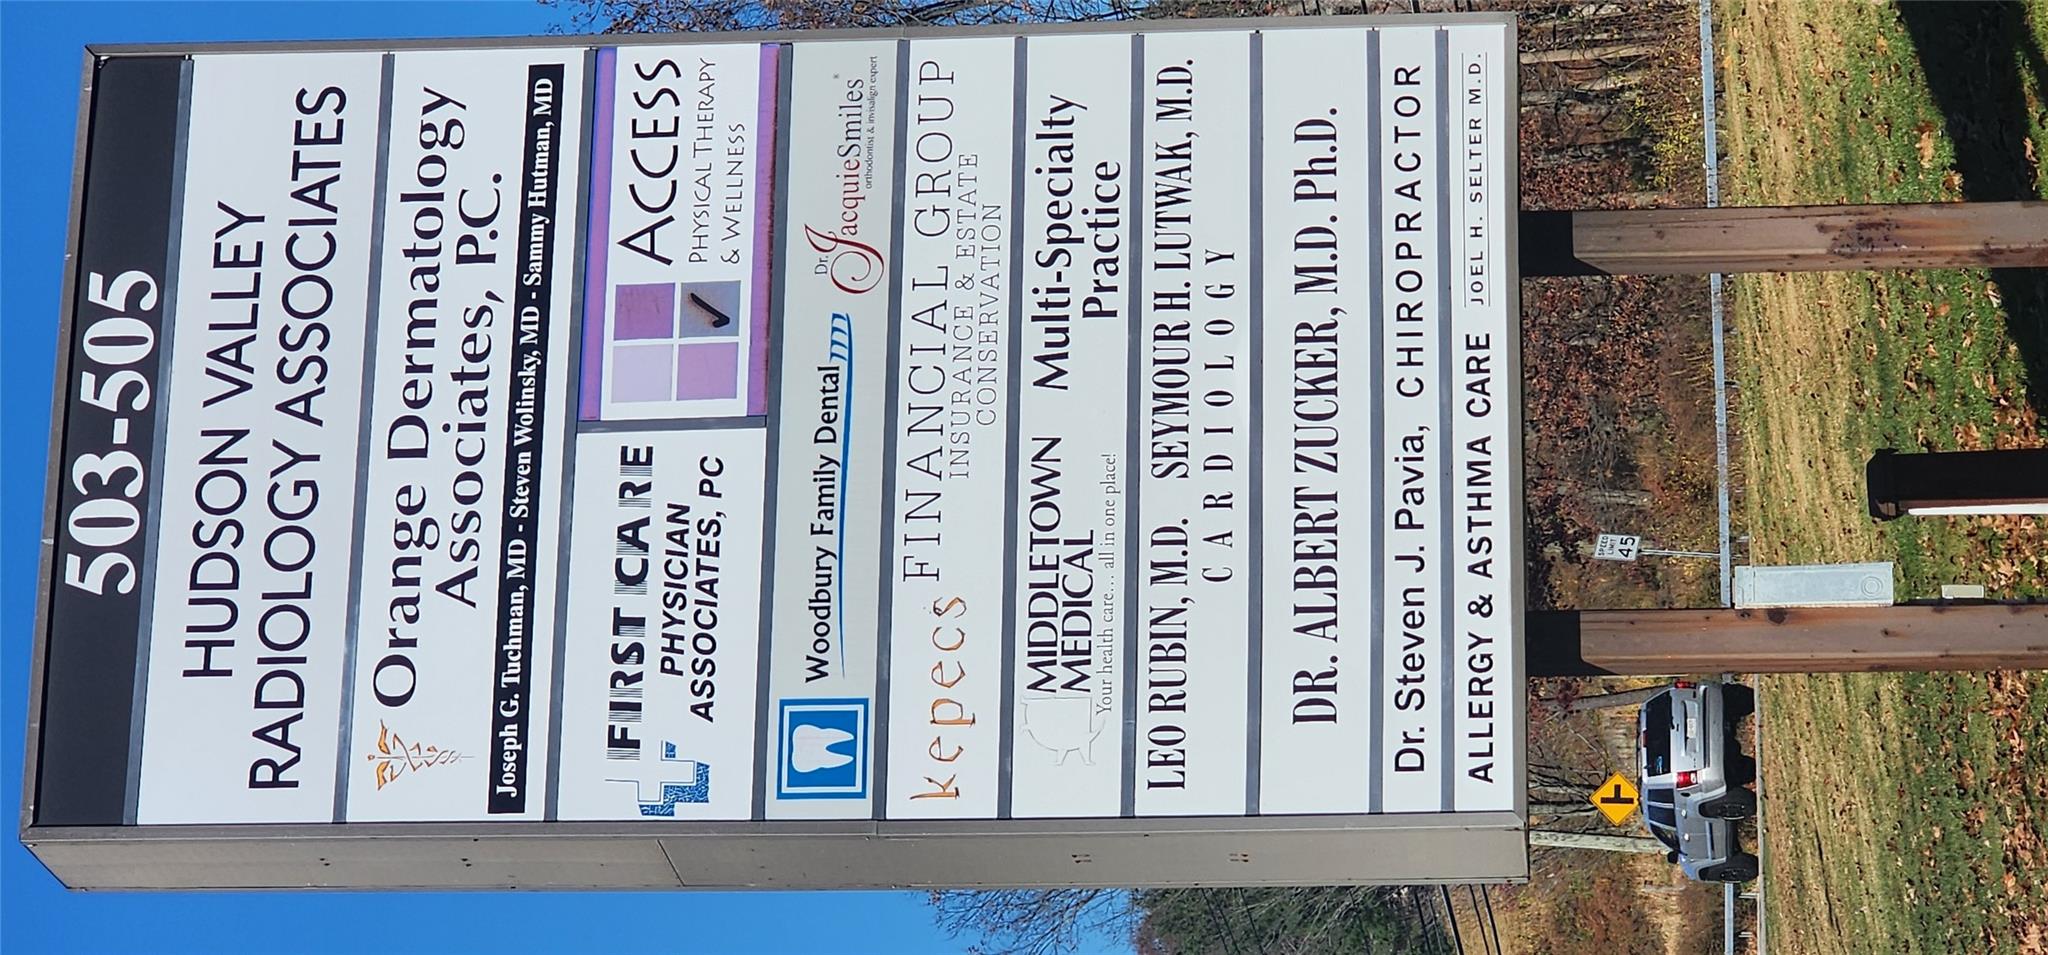 503-505
HUDSON VALLEY
RADIOLOGY ASSOCIATES
Orange Dermatology
Associates, P.C.
Joseph G. Tuchman, MD - Steven Wolinsky, MD - Sammy Hutman, MD
FIRST CARE
PHYSICIAN
ASSOCIATES, PC
ACCESS
PHYSICAL THERAPY
& WELLNESS
Woodbury Family Dental
Dr. JacquieSmiles®
orthodontist & invisalign expert
kepecs FINANCIAL GROUP
INSURANCE & ESTATE
CONSERVATION
MIDDLETOWN
MEDICAL
Your health care... all in one place!
Multi-Specialty
Practice
LEO RUBIN, M.D. SEYMOUR H. LUTWAK, M.D.
CARDIOLOGY
DR. ALBERT ZUCKER, M.D. Ph.D.
Dr. Steven J. Pavia, CHIROPRACTOR
ALLERGY & ASTHMA CARE JOEL H. SELTER M.D.
SPEED
LIMIT
45